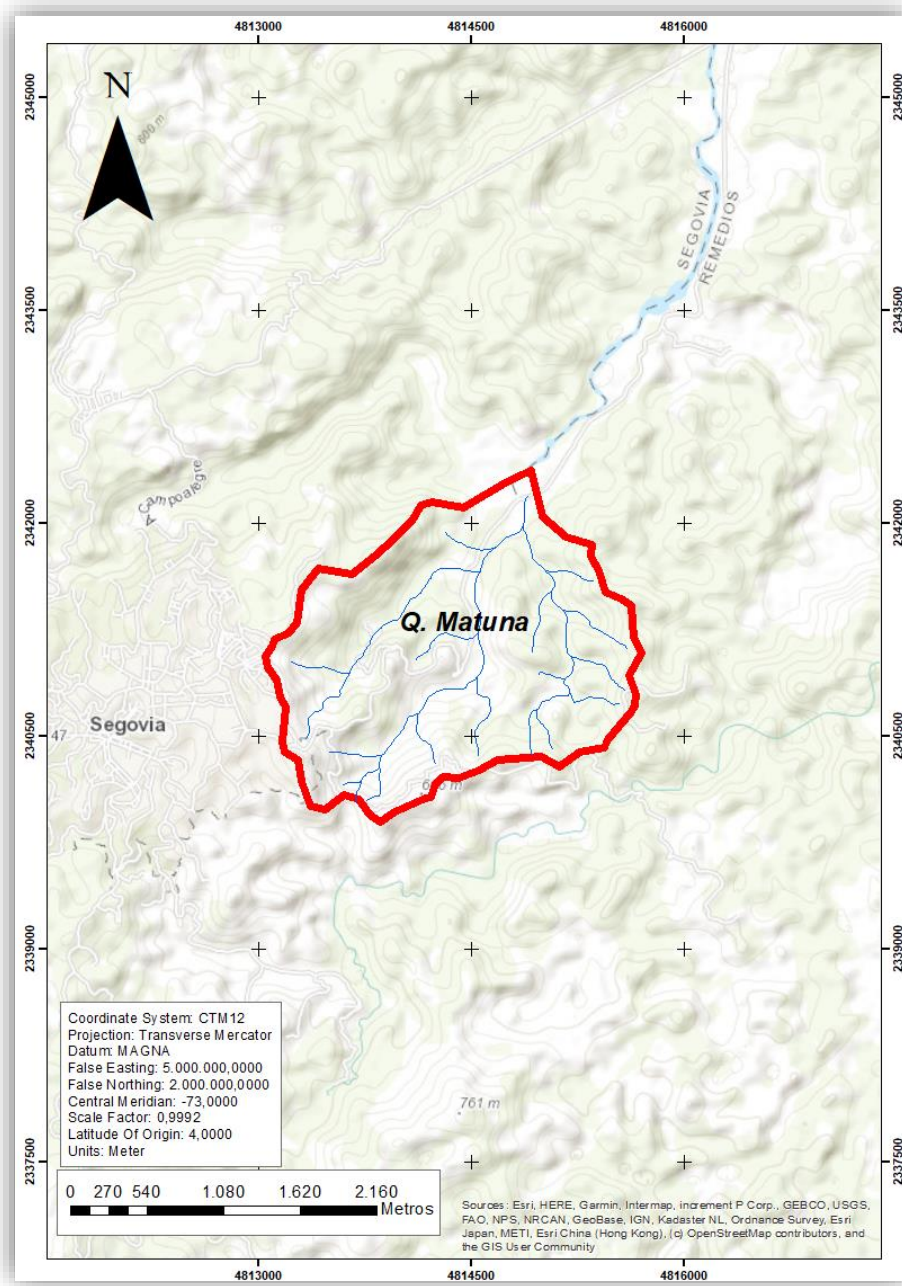 4813000 4814500 4816000
2345000 2345000
N
600 m
SEGOVIA
REMEDIOS
2343500 2343500
Campoalegre
2342000 2342000
Q. Matuna
47 Segovia
2340500 2340500
2339000 2339000
Coordinate System: CTM12
Projection: Transverse Mercator
Datum: MAGNA
False Easting: 5.000.000,0000
False Northing: 2.000.000,0000
Central Meridian: -73,0000
Scale Factor: 0,9992
Latitude Of Origin: 4,0000
Units: Meter
761 m
2337500 2337500
0 270 540 1.080 1.620 2.160
Metros
Sources: Esri, HERE, Garmin, Intermap, increment P Corp., GEBCO, USGS,
FAO, NPS, NRCAN, GeoBase, IGN, Kadaster NL, Ordnance Survey, Esri
Japan, METI, Esri China (Hong Kong), (c) OpenStreetMap contributors, and
the GIS User Community
4813000 4814500 4816000